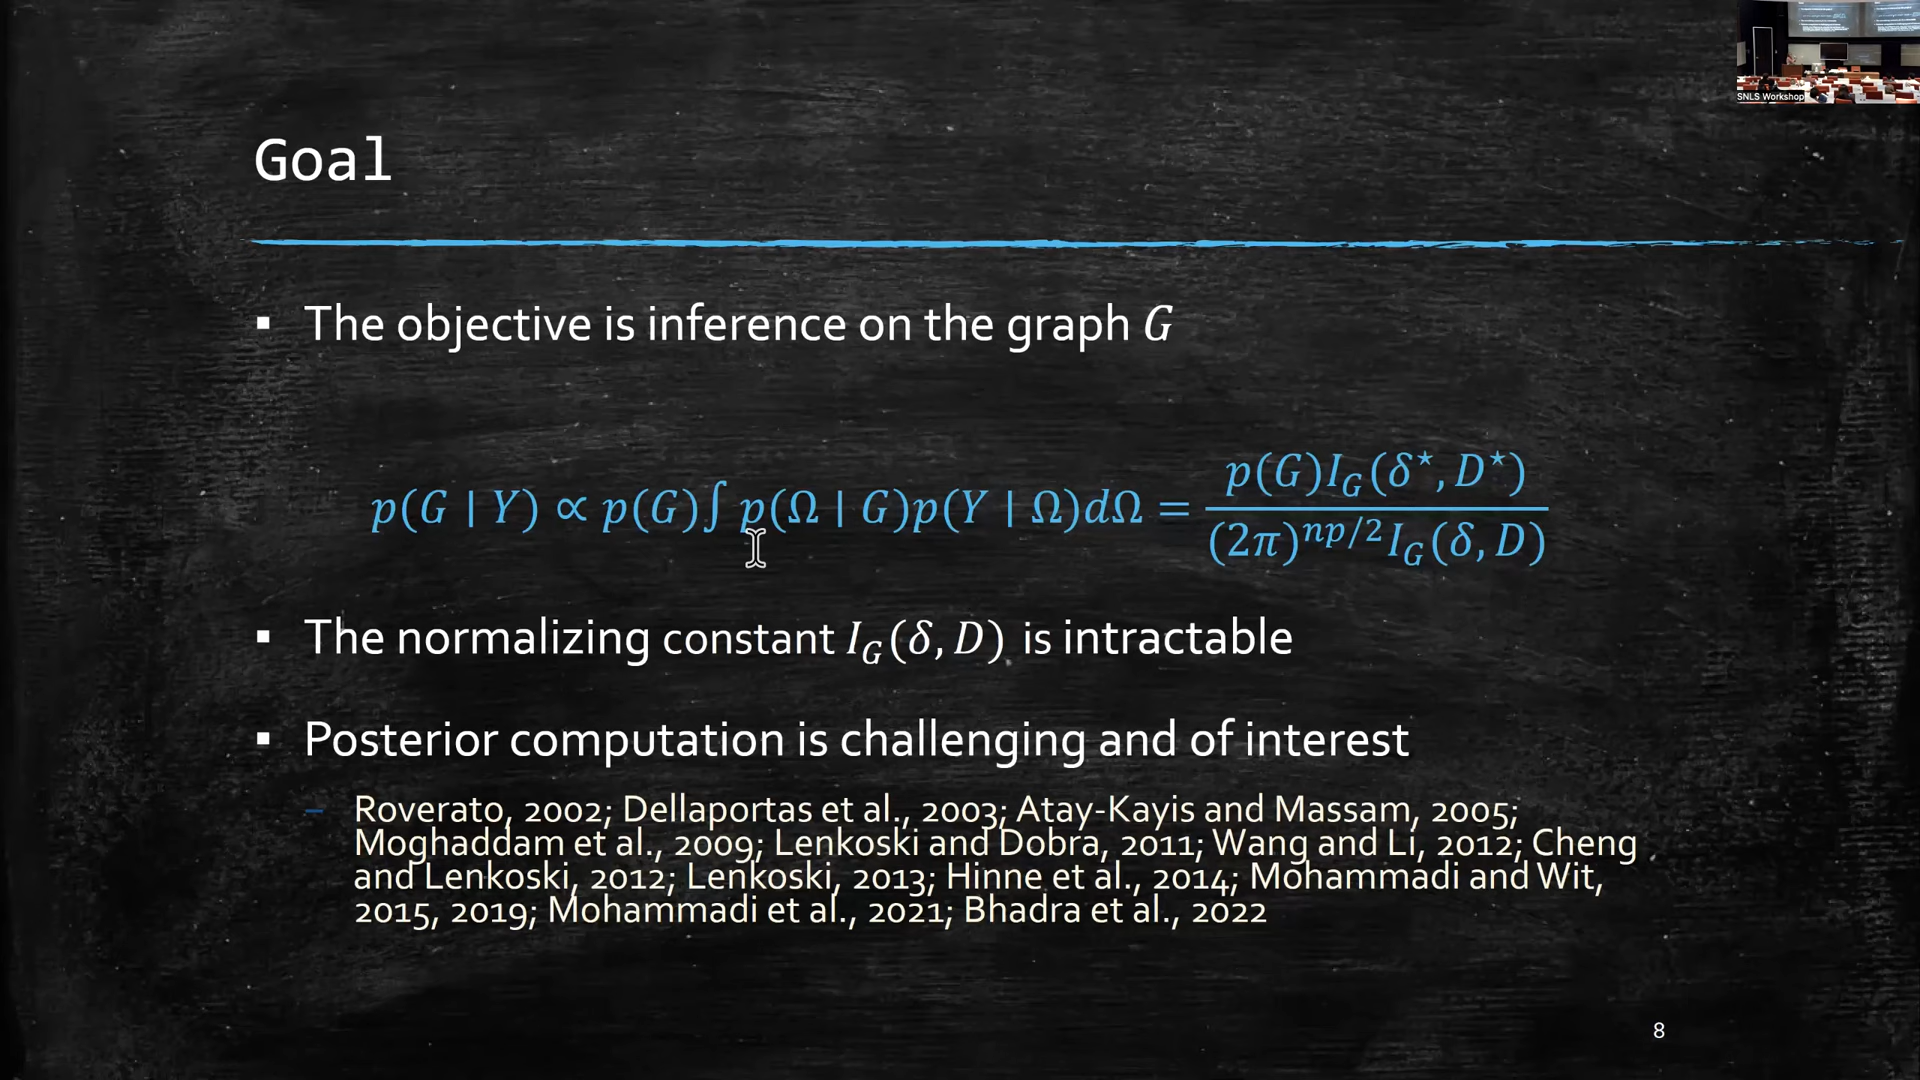 SNLS Workshop
Goal
▪ The objective is inference on the graph G
p(G | Y) ∝ p(G)∫ p(Ω | G)p(Y | Ω)dΩ = p(G)I_G(δ⋆, D⋆) / (2π)^{np/2}I_G(δ, D)
▪ The normalizing constant I_G(δ, D) is intractable
▪ Posterior computation is challenging and of interest
– Roverato, 2002; Dellaportas et al., 2003; Atay-Kayis and Massam, 2005;
Moghaddam et al., 2009; Lenkoski and Dobra, 2011; Wang and Li, 2012; Cheng
and Lenkoski, 2012; Lenkoski, 2013; Hinne et al., 2014; Mohammadi and Wit,
2015, 2019; Mohammadi et al., 2021; Bhadra et al., 2022
8